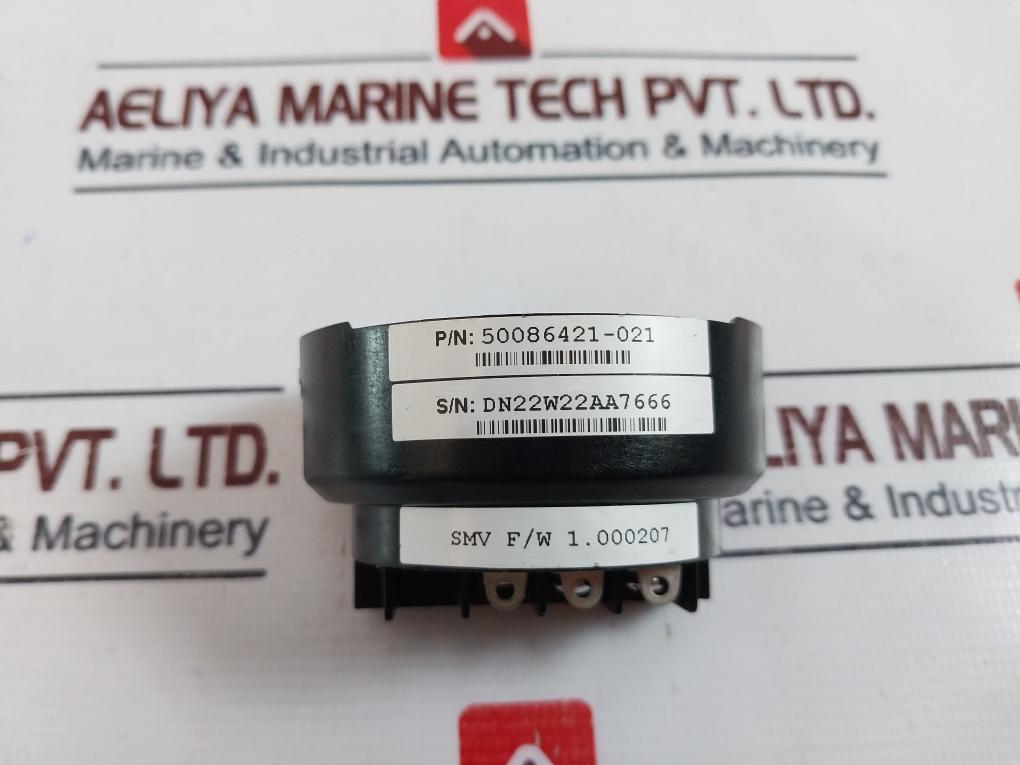 AELIYA MARINE TECH PVT. LTD.
Marine & Industrial Automation & Machinery
P/N: 50086421-021
S/N: DN22W22AA7666
SMV F/W 1.000207
PVT. LTD.
& Machinery
LIYA MARI
arine & Industr